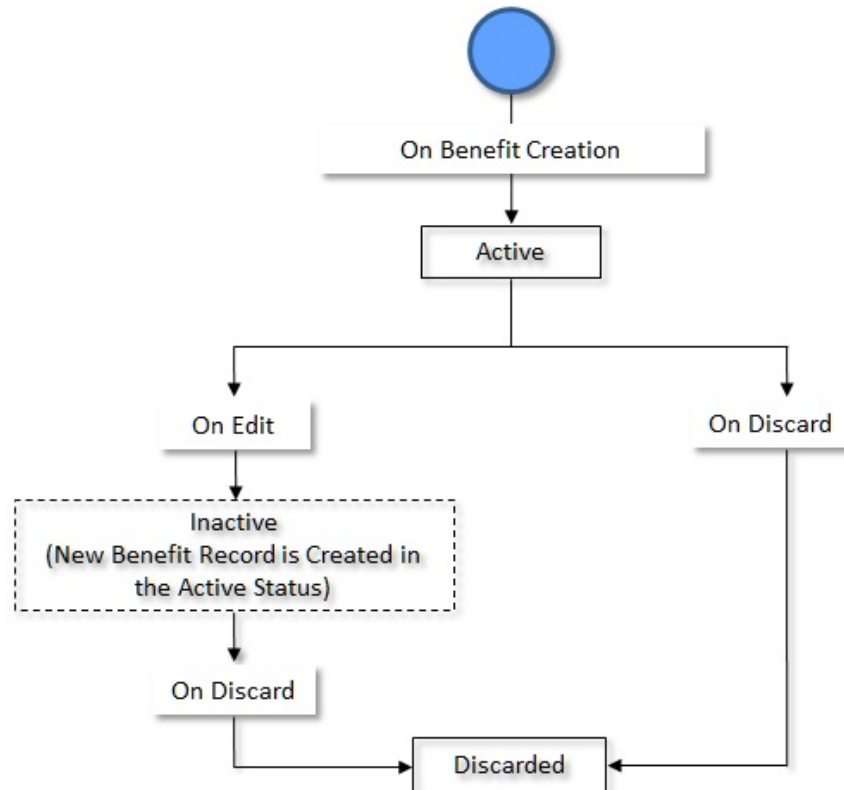 On Benefit Creation
Active
On Edit
On Discard
Inactive
(New Benefit Record is Created in
the Active Status)
On Discard
Discarded